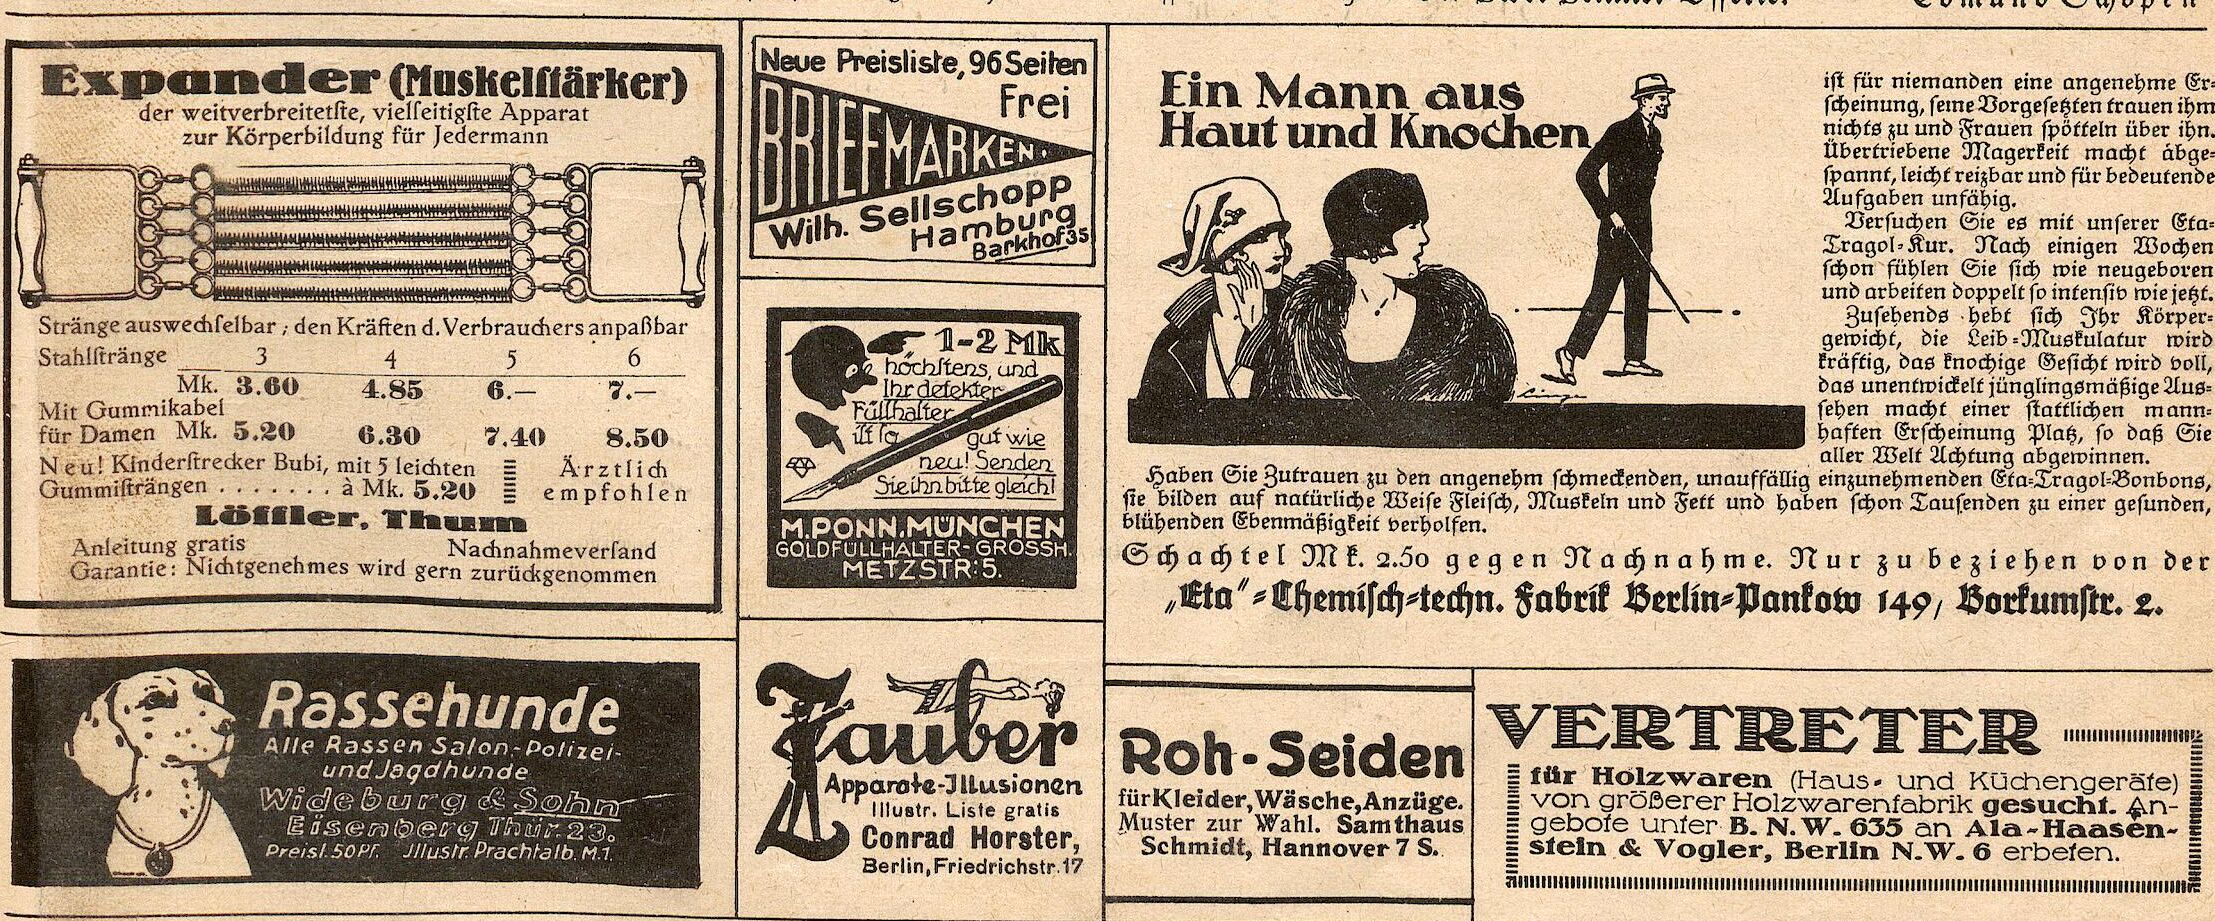 Expander (Muskelſtärker)
der weitverbreitetſte, vielſeitigſte Apparat
zur Körperbildung für Jedermann
Stränge auswechſelbar; den Kräften d. Verbrauchers anpaßbar
Stahlſtränge 3 4 5 6
Mk. 3.60 4.85 6.— 7.—
Mit Gummikabel
für Damen Mk. 5.20 6.30 7.40 8.50
Neu! Kinderſtrecker Bubi, mit 5 leichten Ärztlich
Gummiſträngen . . . . . . . à Mk. 5.20 empfohlen
Löffler, Thum
Anleitung gratis Nachnahmeverſand
Garantie: Nichtgenehmes wird gern zurückgenommen
Rassehunde
Alle Rassen Salon-Polizei-
und Jagdhunde
Wideburg & Sohn
Eisenberg Thür. 23.
Preisl. 50 Pf. Jllustr. Prachtalb. M. 1.
Neue Preisliste, 96 Seiten
Frei
BRIEFMARKEN.
Wilh. Sellschopp
Hamburg
Barkhof 35
1-2 Mk
höchſtens, und
Ihr defekter
Füllhalter
iſt ſo gut wie
neu! Senden
Sie ihn bitte gleich!
M. PONN. MÜNCHEN
GOLDFÜLLHALTER-GROSSH.
METZSTR: 5.
Zauber
Apparate-Jllusionen
Illustr. Liste gratis
Conrad Horster,
Berlin, Friedrichstr. 17
Ein Mann aus
Haut und Knochen
iſt für niemanden eine angenehme Er-
ſcheinung, ſeine Vorgeſetzten trauen ihm
nichts zu und Frauen ſpötteln über ihn.
Übertriebene Magerkeit macht abge-
ſpannt, leicht reizbar und für bedeutende
Aufgaben unfähig.
Verſuchen Sie es mit unſerer Eta-
Tragol-Kur. Nach einigen Wochen
ſchon fühlen Sie ſich wie neugeboren
und arbeiten doppelt ſo intenſiv wie jetzt.
Zuſehends hebt ſich Ihr Körper-
gewicht, die Leib-Muskulatur wird
kräftig, das knochige Geſicht wird voll,
das unentwickelt jünglingsmäßige Aus-
ſehen macht einer ſtattlichen mann-
haften Erſcheinung Platz, ſo daß Sie
aller Welt Achtung abgewinnen.
Haben Sie Zutrauen zu den angenehm ſchmeckenden, unauffällig einzunehmenden Eta-Tragol-Bonbons,
ſie bilden auf natürliche Weiſe Fleiſch, Muskeln und Fett und haben ſchon Tauſenden zu einer geſunden,
blühenden Ebenmäßigkeit verholfen.
Schachtel Mk. 2.50 gegen Nachnahme. Nur zu beziehen von der
„Eta“-Chemiſch-techn. Fabrik Berlin-Pankow 149, Borkumſtr. 2.
Roh-Seiden
für Kleider, Wäsche, Anzüge.
Muster zur Wahl. Samthaus
Schmidt, Hannover 7 S.
VERTRETER
für Holzwaren (Haus- und Küchengeräte)
von größerer Holzwarenfabrik gesucht. An-
gebote unter B. N. W. 635 an Ala-Haasen-
stein & Vogler, Berlin N.W. 6 erbeten.